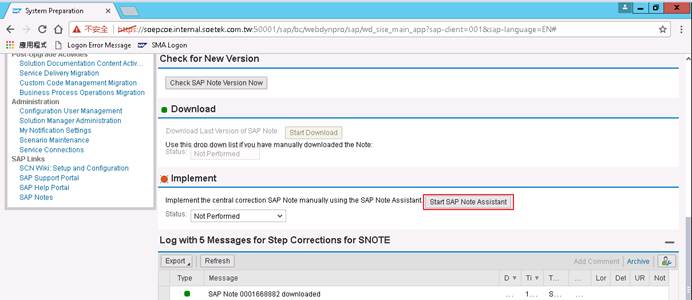 System Preparation
不安全
https://soepcoe.internal.soetek.com.tw:50001/sap/bc/webdynpro/sap/wd_sise_main_app?sap-client=001&sap-language=EN#
應用程式 Logon Error Message SMA Logon
Post-Upgrade Activities
Solution Documentation Content Activ...
Service Delivery Migration
Custom Code Management Migration
Business Process Operations Migration
Administration
Configuration User Management
Solution Manager Administration
My Notification Settings
Scenario Maintenance
Service Connections
SAP Links
SCN Wiki: Setup and Configuration
SAP Support Portal
SAP Help Portal
SAP Notes
Check for New Version
Check SAP Note Version Now
Download
Download Last Version of SAP Note: Start Download
Use this drop down list if you have manually downloaded the Note:
Status: Not Performed
Implement
Implement the central correction SAP Note manually using the SAP Note Assistant. Start SAP Note Assistant
Status: Not Performed
Log with 5 Messages for Step Corrections for SNOTE
Export Refresh Add Comment Archive
Type Message D Ti T... ... Lor Del UR Not
SAP Note 0001668882 downloaded ... 1... S... ...